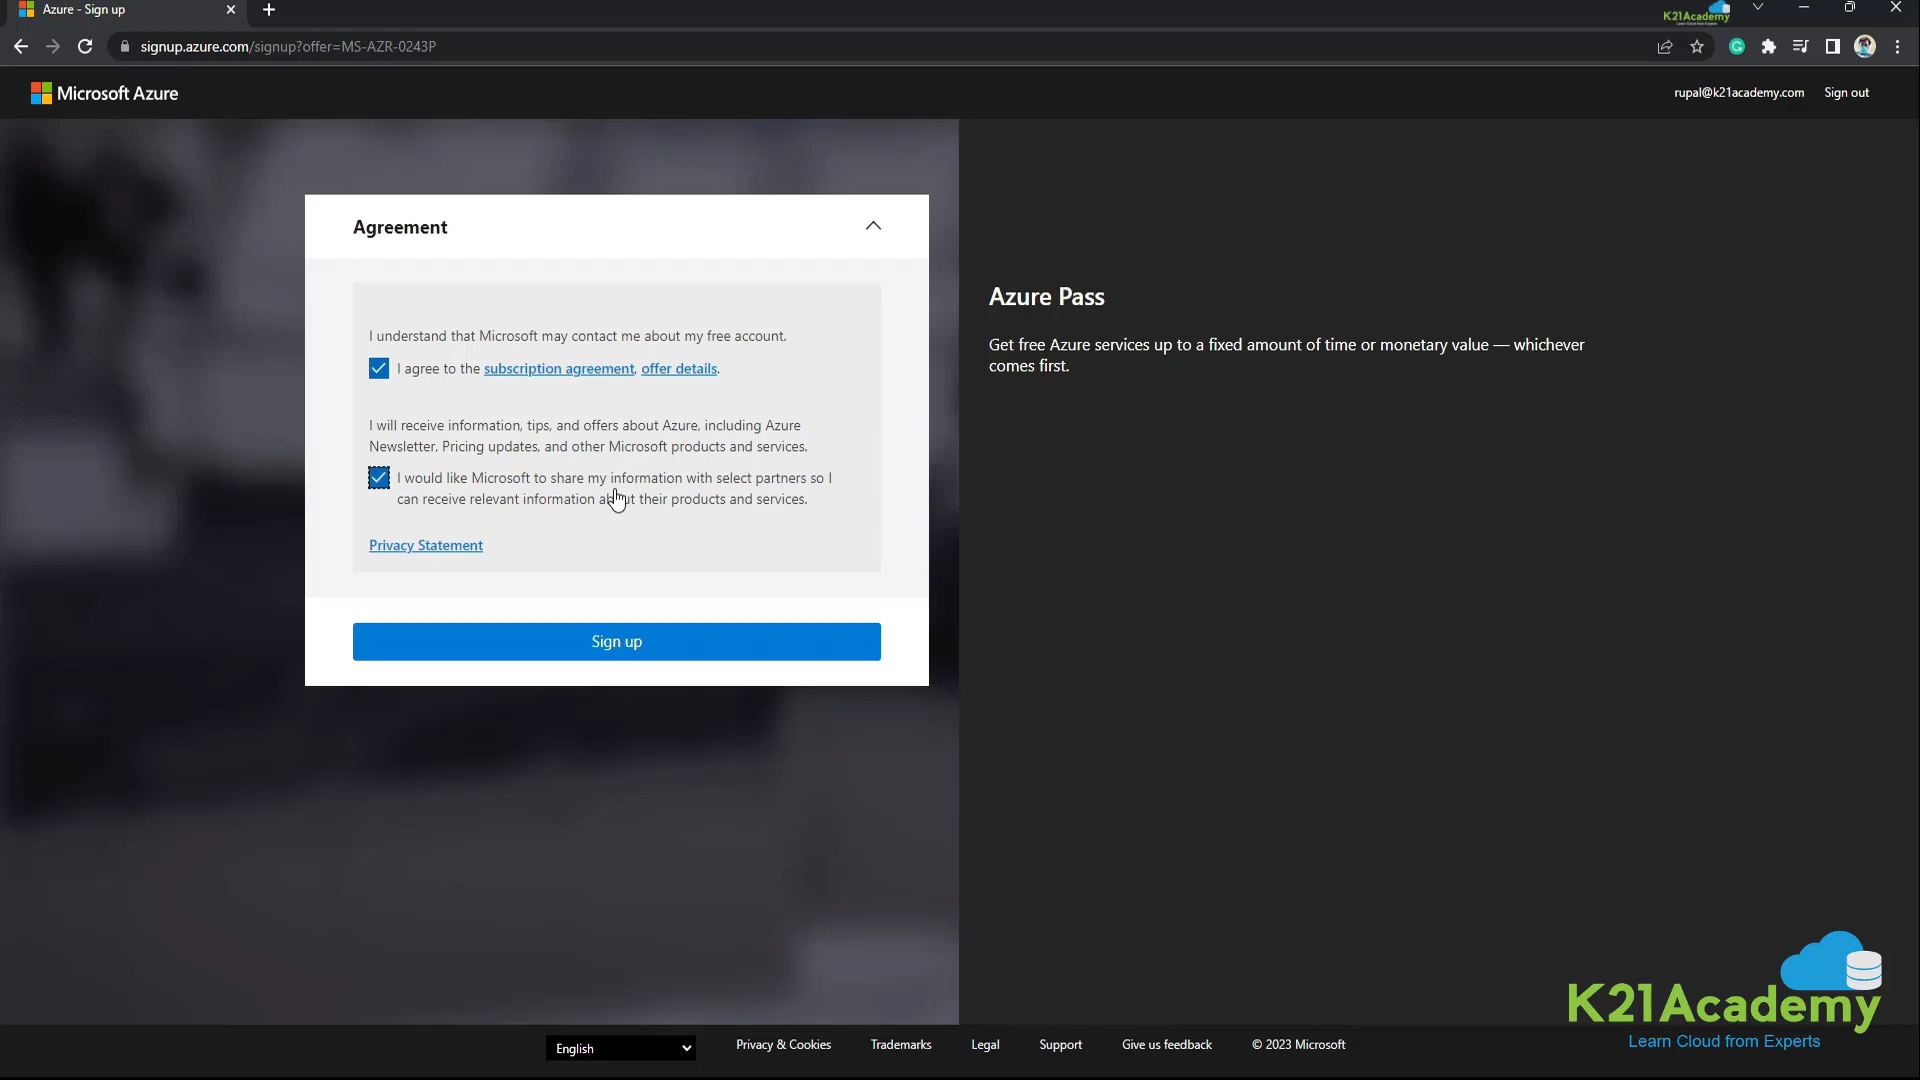 Azure - Sign up
K21Academy
signup.azure.com/signup?offer=MS-AZR-0243P
Microsoft Azure
rupal@k21academy.com Sign out
Agreement
I understand that Microsoft may contact me about my free account.
I agree to the subscription agreement, offer details.
I will receive information, tips, and offers about Azure, including Azure
Newsletter, Pricing updates, and other Microsoft products and services.
I would like Microsoft to share my information with select partners so I
can receive relevant information about their products and services.
Privacy Statement
Sign up
Azure Pass
Get free Azure services up to a fixed amount of time or monetary value — whichever
comes first.
K21Academy
Learn Cloud from Experts
English Privacy & Cookies Trademarks Legal Support Give us feedback © 2023 Microsoft